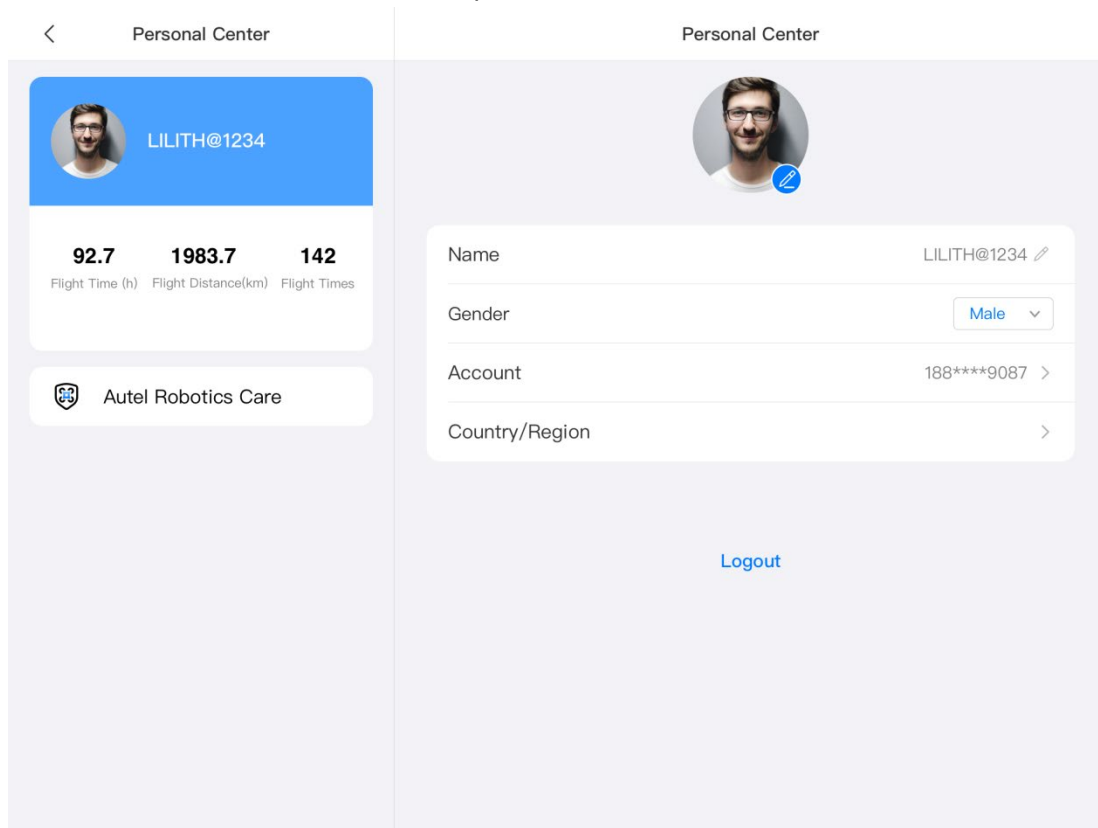 Personal Center
LILITH@1234
92.7 1983.7 142
Flight Time (h) Flight Distance(km) Flight Times
Autel Robotics Care
Personal Center
Name LILITH@1234
Gender Male
Account 188****9087
Country/Region
Logout